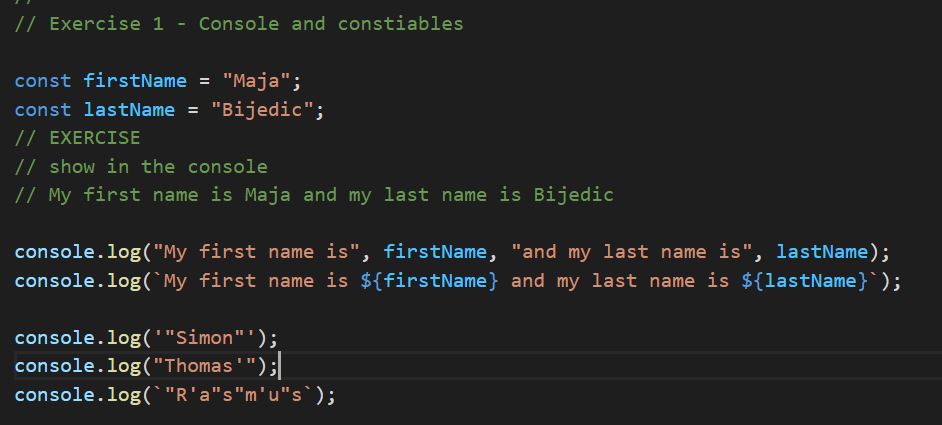 //
// Exercise 1 - Console and constiables
const firstName = "Maja";
const lastName = "Bijedic";
// EXERCISE
// show in the console
// My first name is Maja and my last name is Bijedic
console.log("My first name is", firstName, "and my last name is", lastName);
console.log(`My first name is ${firstName} and my last name is ${lastName}`);
console.log('"Simon"');
console.log("Thomas'");
console.log(`"R'a"s"m'u"s`);